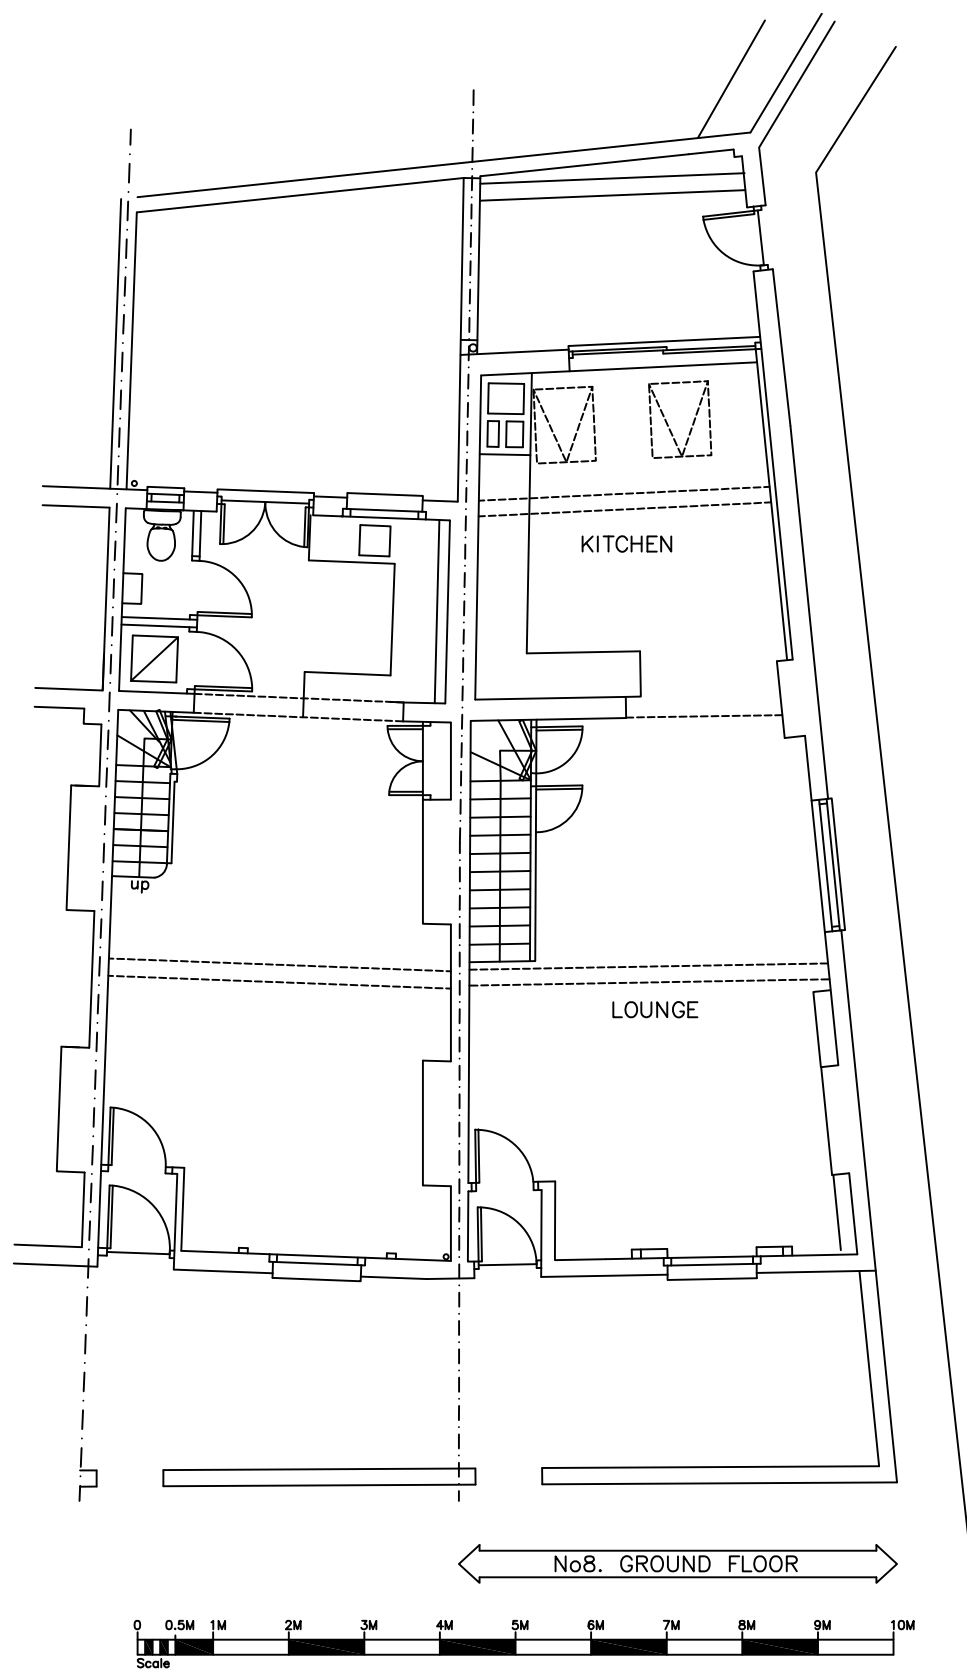 KITCHEN
up
LOUNGE
No8. GROUND FLOOR
0 0.5M 1M 2M 3M 4M 5M 6M 7M 8M 9M 10M
Scale